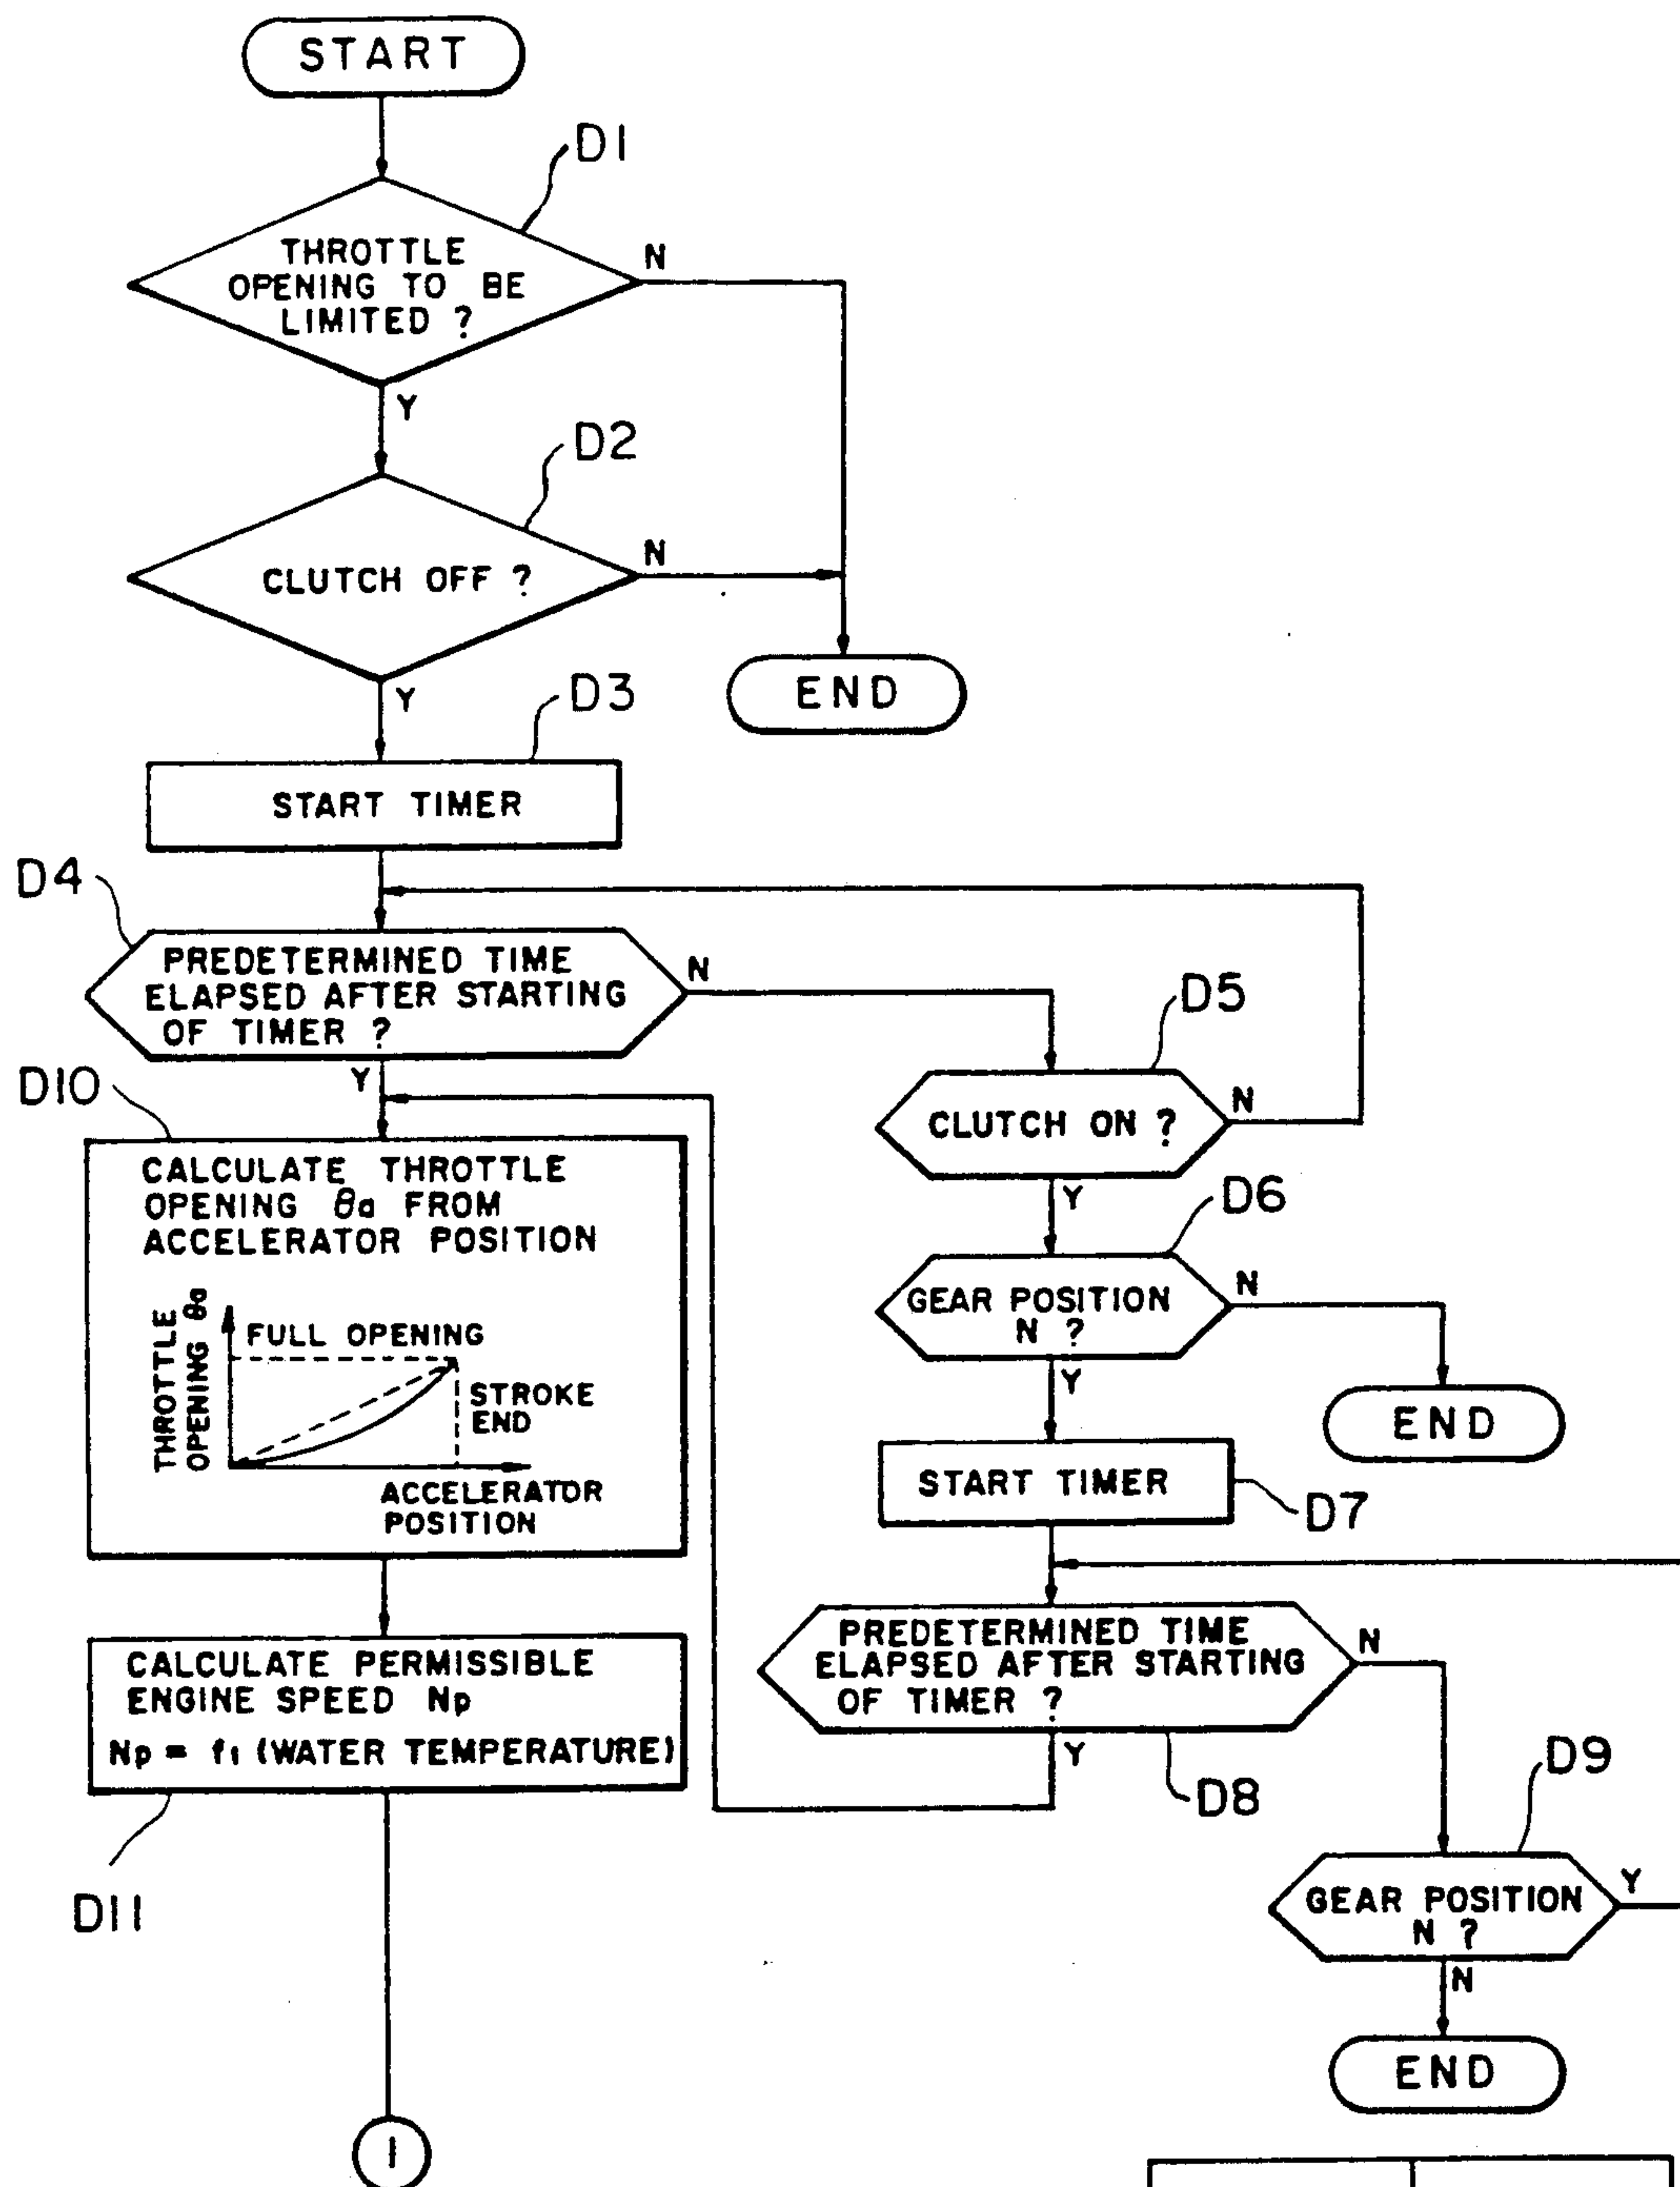 START
D1
THROTTLE
OPENING TO BE
LIMITED ?
N
Y
D2
CLUTCH OFF ?
N
Y
END
D3
START TIMER
D4
PREDETERMINED TIME
ELAPSED AFTER STARTING
OF TIMER ?
N
Y
D5
CLUTCH ON ?
N
Y
D6
GEAR POSITION
N ?
N
Y
END
START TIMER
D7
PREDETERMINED TIME
ELAPSED AFTER STARTING
OF TIMER ?
N
Y
D8
D9
GEAR POSITION
N ?
Y
N
END
D10
CALCULATE THROTTLE
OPENING θa FROM
ACCELERATOR POSITION
THROTTLE
OPENING θa
FULL OPENING
STROKE
END
ACCELERATOR
POSITION
CALCULATE PERMISSIBLE
ENGINE SPEED Np
Np = f1 (WATER TEMPERATURE)
D11
1